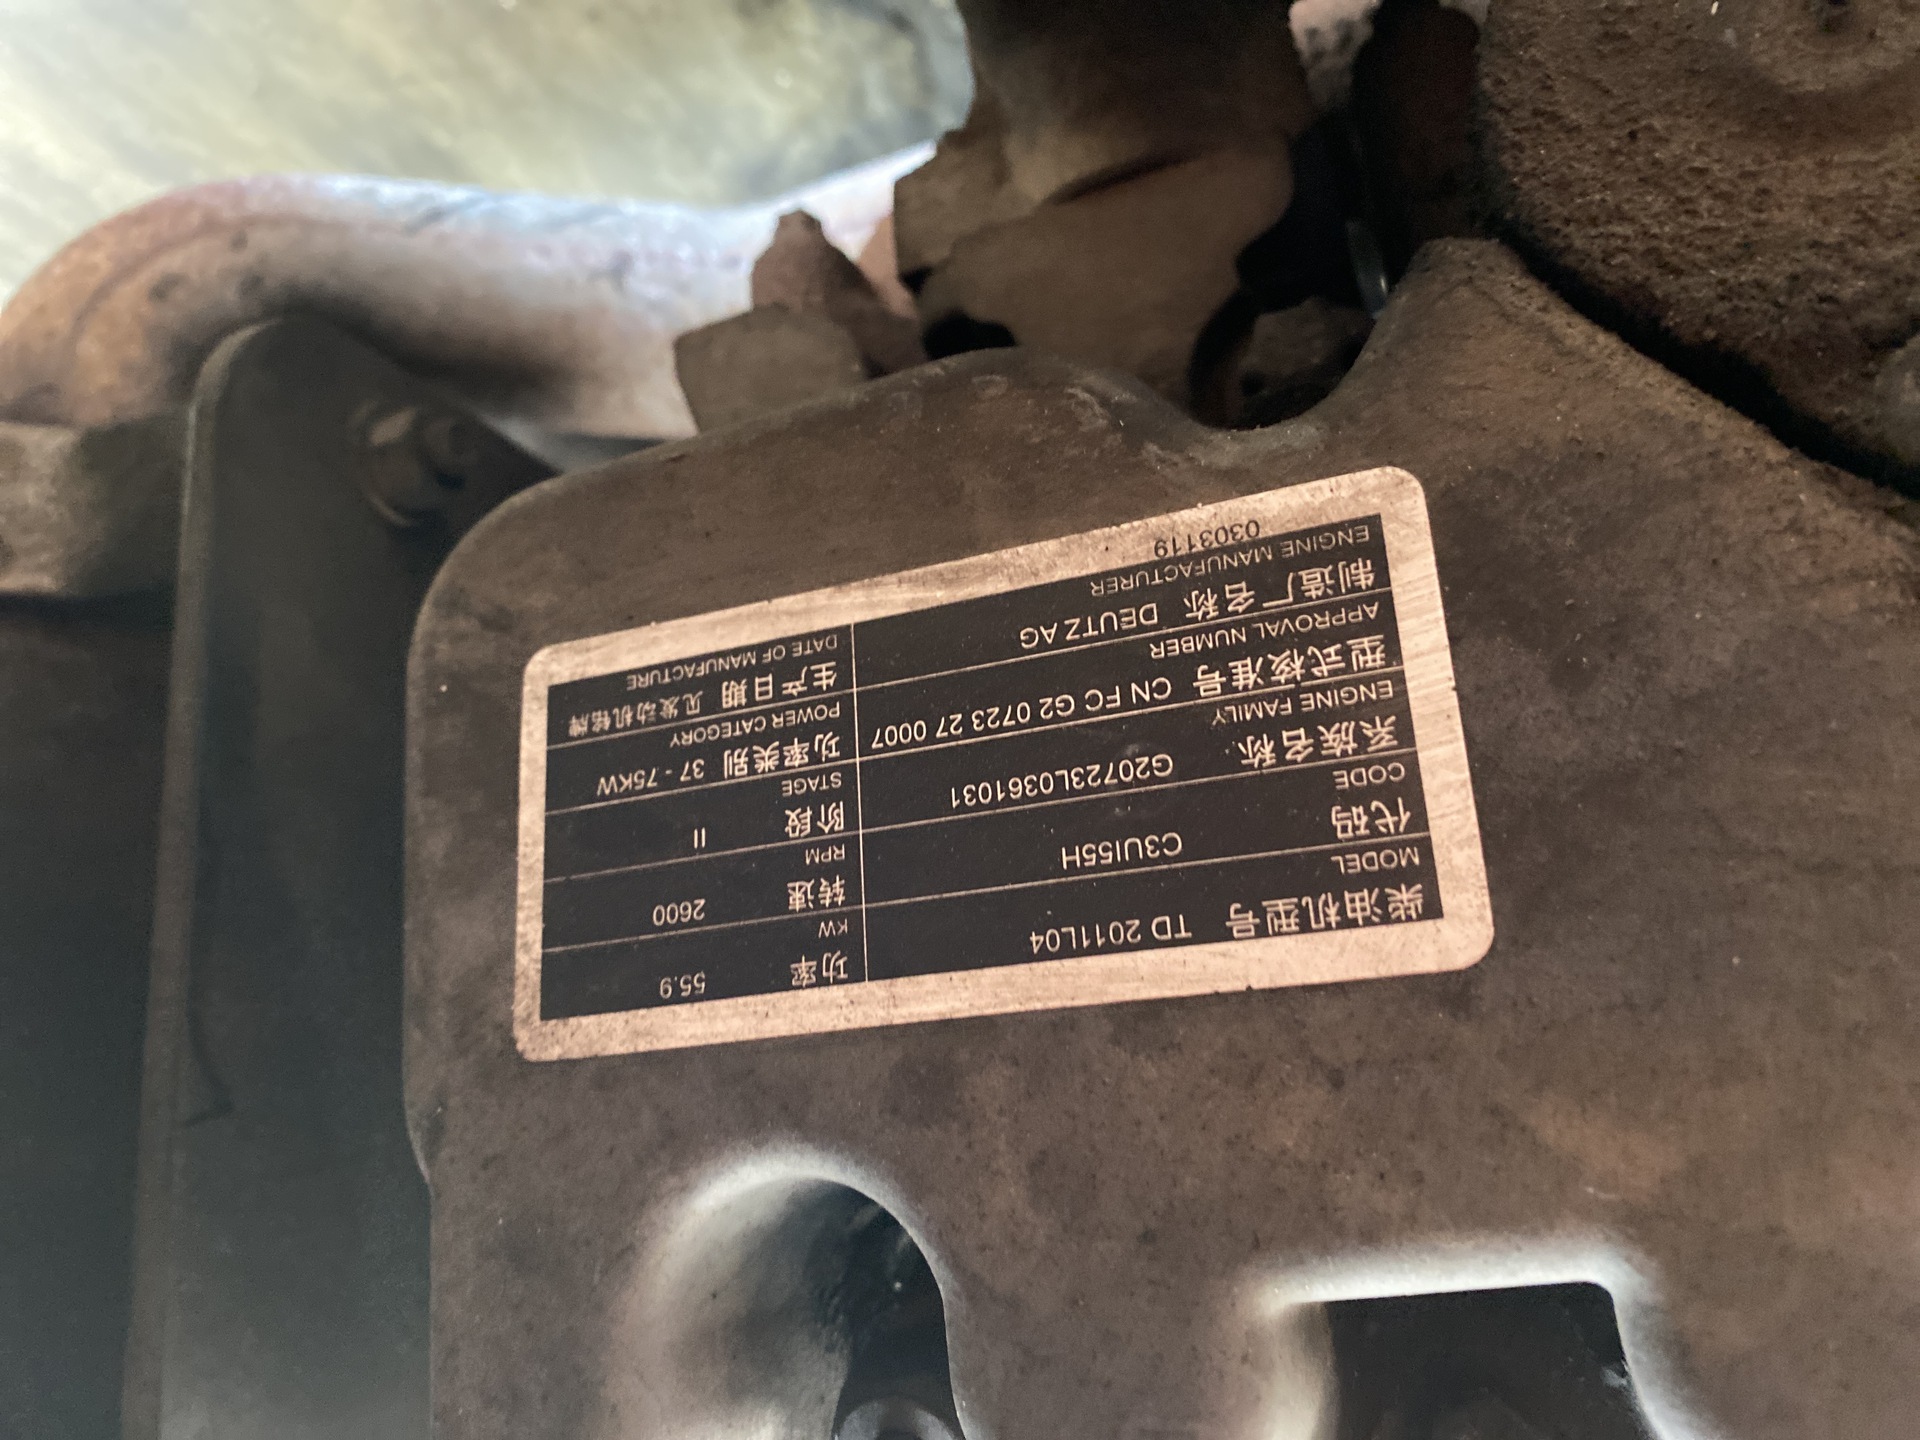 柴油机型号 TD 2011L04 功率 55.9
MODEL KW
代码 C3UI55H 转速 2600
CODE RPM
系族名称 G20723L0361031 阶段 II
ENGINE FAMILY STAGE
型式核准号 CN FC G2 0723 27 0007 功率类别 37 - 75KW
APPROVAL NUMBER POWER CATEGORY
制造厂名称 DEUTZ AG 生产日期 见发动机铭牌
ENGINE MANUFACTURER DATE OF MANUFACTURE
0303119